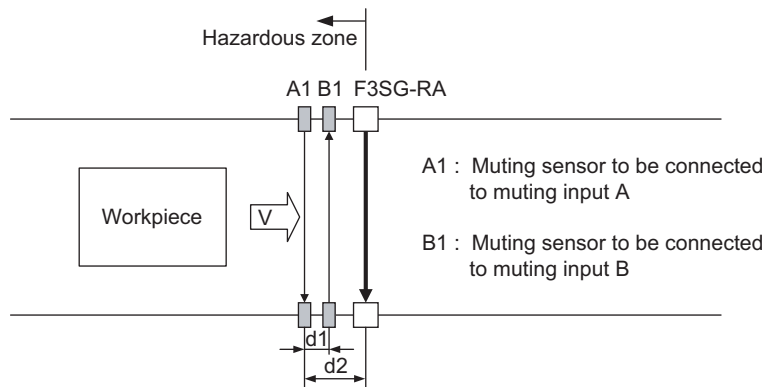 Hazardous zone
A1 B1 F3SG-RA
Workpiece
V
A1 : Muting sensor to be connected
to muting input A
B1 : Muting sensor to be connected
to muting input B
d1
d2